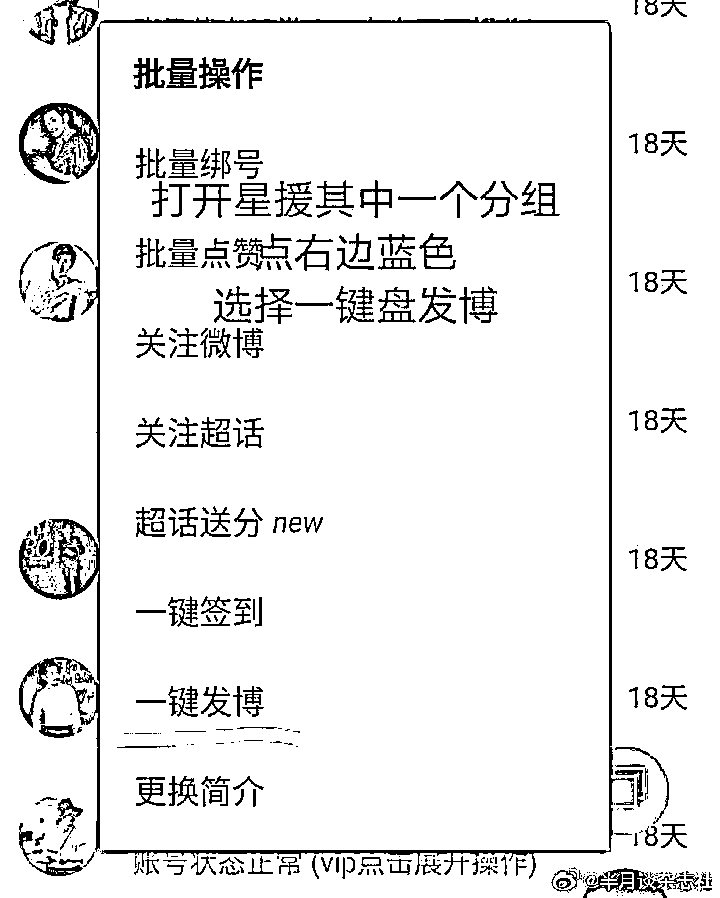 18天
批量操作
18天
批量绑号
打开星援其中一个分组
批量点赞
点右边蓝色
18天
选择一键盘发博
关注微博
18天
关注超话
超话送分 new
18天
一键签到
18天
一键发博
更换简介
18天
账号状态正常 (vip点击展开操作)
@半月谈杂志社